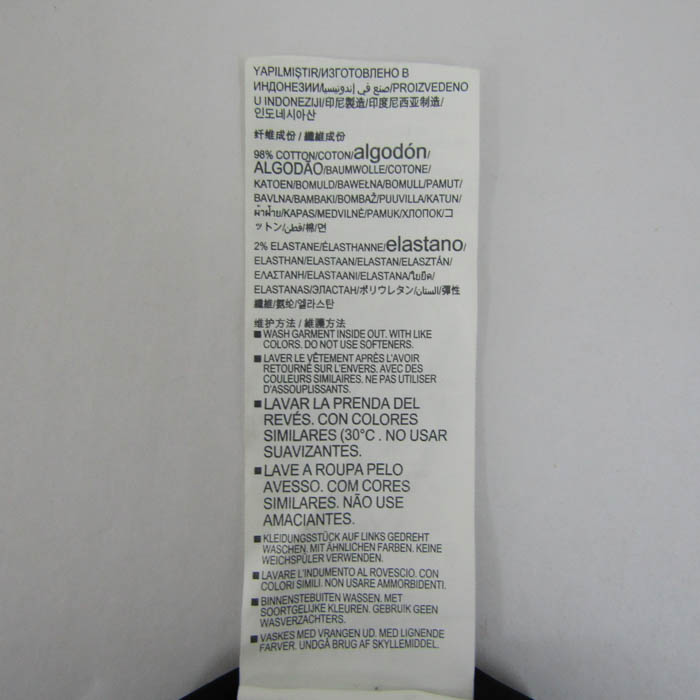 YAPILMIŞTIR/ИЗГОТОВЛЕНО В
ИНДОНЕЗИИ/صنع في إندونيسيا/PROIZVEDENO
U INDONEZIJI/印尼製造/印度尼西亚制造/
인도네시아산
纤维成份 / 纖維成份
98% COTTON/COTON/algodón/
ALGODÃO/BAUMWOLLE/COTONE/
KATOEN/BOMULD/BAWEŁNA/BOMULL/PAMUT/
BAVLNA/BAMBAKI/BOMBAŽ/PUUVILLA/KATUN/
ผ้าฝ้าย/KAPAS/MEDVILNĖ/PAMUK/ХЛОПОК/コ
ットン/قطن/棉/면
2% ELASTANE/ÉLASTHANNE/elastano/
ELASTHAN/ELASTAAN/ELASTAN/ELASZTÁN/
ΕΛΑΣΤΑΝΗ/ELASTAANI/ELASTANA/ใยยืด/
ELASTANAS/ЭЛАСТАН/ポリウレタン/الستان/彈性
纖維/氨纶/엘라스탄
维护方法 / 維護方法
■ WASH GARMENT INSIDE OUT. WITH LIKE
COLORS. DO NOT USE SOFTENERS.
■ LAVER LE VÊTEMENT APRÈS L'AVOIR
RETOURNÉ SUR L'ENVERS. AVEC DES
COULEURS SIMILAIRES. NE PAS UTILISER
D'ASSOUPLISSANTS.
■ LAVAR LA PRENDA DEL
REVÉS. CON COLORES
SIMILARES (30°C . NO USAR
SUAVIZANTES.
■ LAVE A ROUPA PELO
AVESSO. COM CORES
SIMILARES. NÃO USE
AMACIANTES.
■ KLEIDUNGSSTÜCK AUF LINKS GEDREHT
WASCHEN. MIT ÄHNLICHEN FARBEN. KEINE
WEICHSPÜLER VERWENDEN.
■ LAVARE L'INDUMENTO AL ROVESCIO. CON
COLORI SIMILI. NON USARE AMMORBIDENTI.
■ BINNENSTEBUITEN WASSEN. MET
SOORTGELIJKE KLEUREN. GEBRUIK GEEN
WASVERZACHTERS.
■ VASKES MED VRANGEN UD. MED LIGNENDE
FARVER. UNDGÅ BRUG AF SKYLLEMIDDEL.